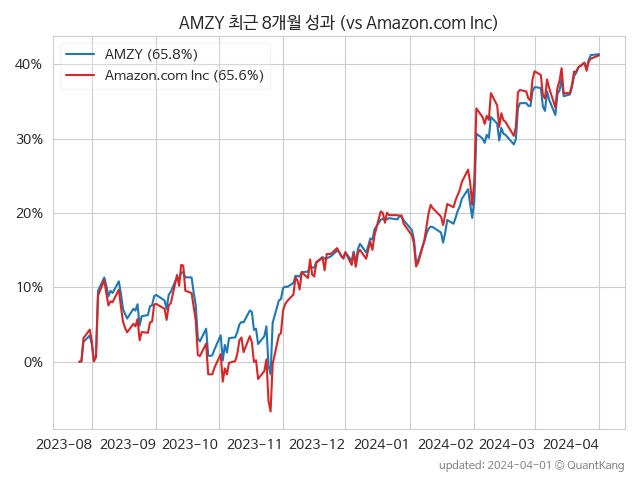 AMZY 최근 8개월 성과 (vs Amazon.com Inc)
AMZY (65.8%)
Amazon.com Inc (65.6%)
40%
30%
20%
10%
0%
2023-08 2023-09 2023-10 2023-11 2023-12 2024-01 2024-02 2024-03 2024-04
updated: 2024-04-01 © QuantKang